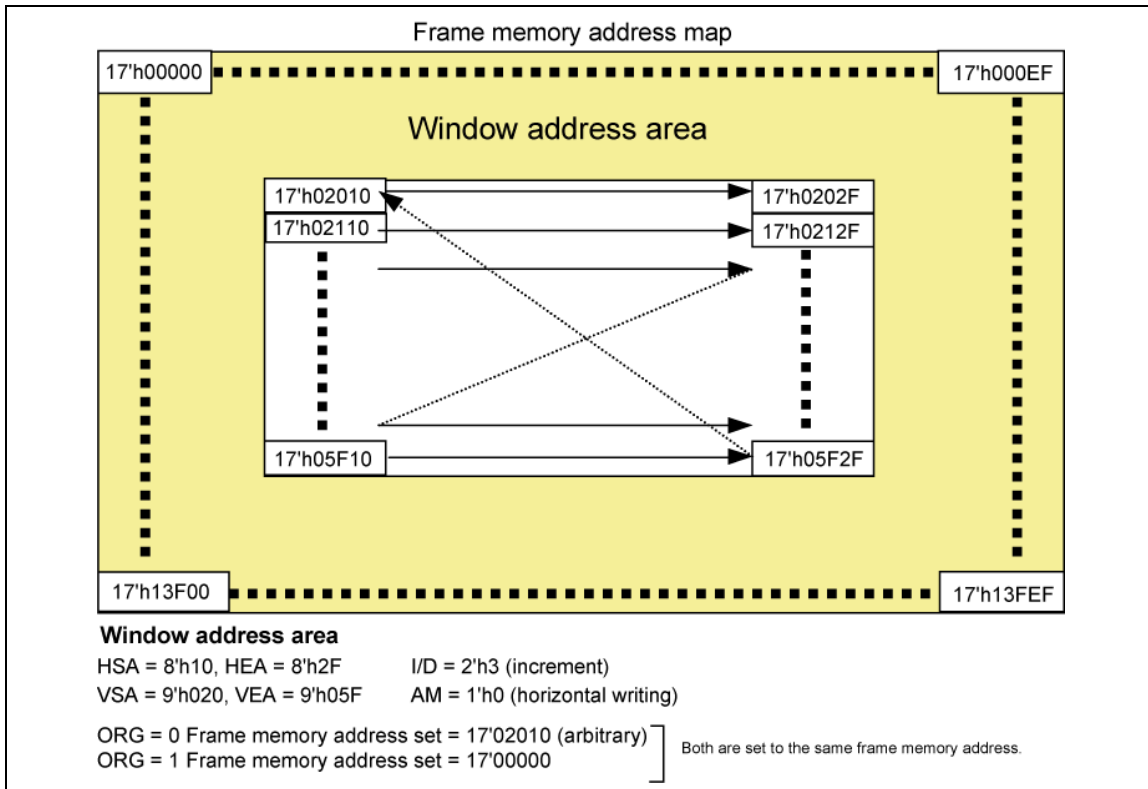 Frame memory address map
17'h00000 17'h000EF
Window address area
17'h02010 17'h0202F
17'h02110 17'h0212F
17'h05F10 17'h05F2F
17'h13F00 17'h13FEF
Window address area
HSA = 8'h10, HEA = 8'h2F I/D = 2'h3 (increment)
VSA = 9'h020, VEA = 9'h05F AM = 1'h0 (horizontal writing)
ORG = 0 Frame memory address set = 17'02010 (arbitrary)
ORG = 1 Frame memory address set = 17'00000
Both are set to the same frame memory address.